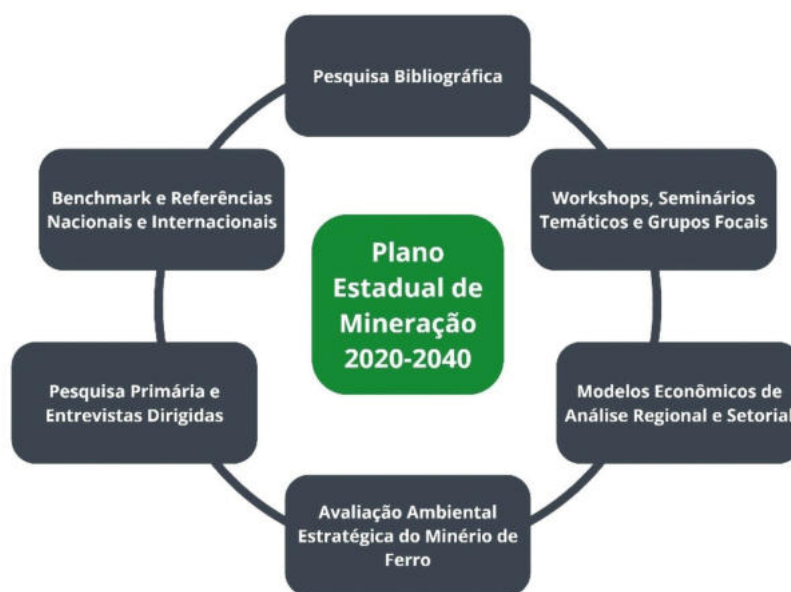 Pesquisa Bibliográfica
Benchmark e Referências
Nacionais e Internacionais
Workshops, Seminários
Temáticos e Grupos Focais
Plano
Estadual de
Mineração
2020-2040
Pesquisa Primária e
Entrevistas Dirigidas
Modelos Econômicos de
Análise Regional e Setorial
Avaliação Ambiental
Estratégica do Minério de
Ferro